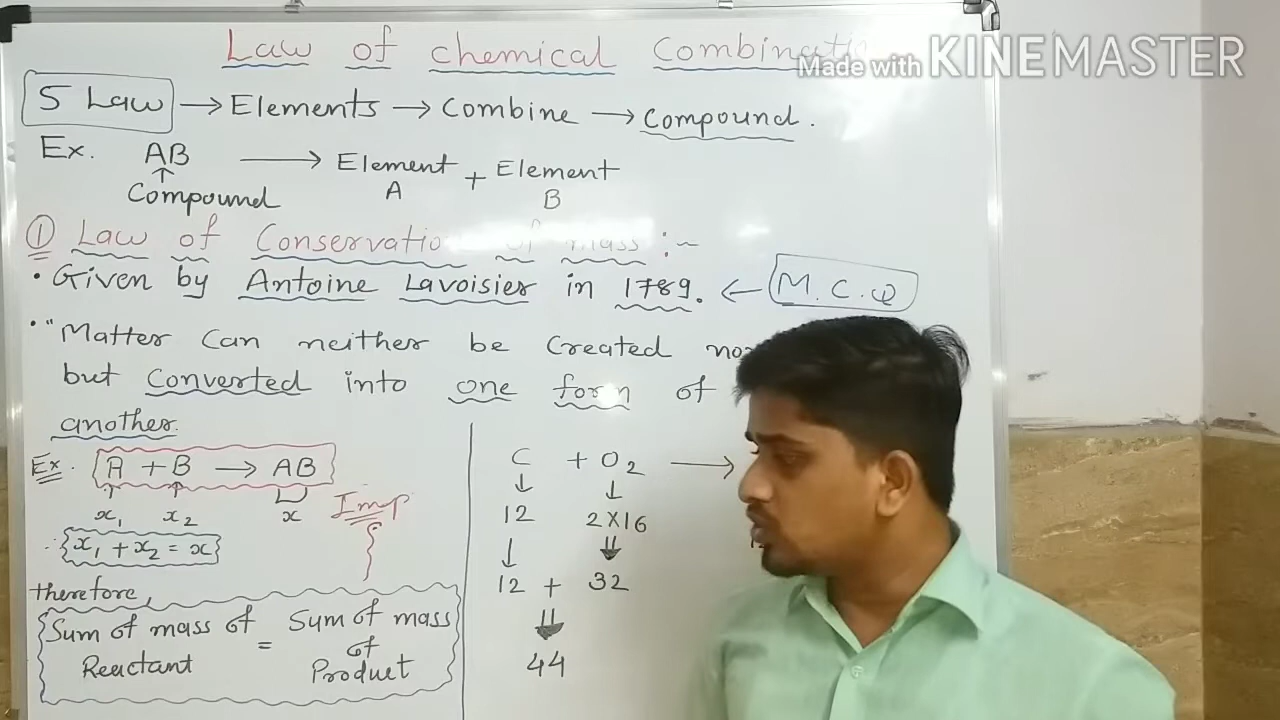 Law of chemical Combinati
Made with KINEMASTER
5 Law → Elements → Combine → Compound.
Ex. AB → Element + Element
↑ A B
Compound
① Law of Conservatio of mass :~
• Given by Antoine Lavoisier in 1789. ← M.C.Q
• "Matter Can neither be Created no
but Converted into one form of
another.
Ex. A + B → AB
x₁ x₂ x
Imp
∴ x₁ + x₂ = x
therefore,
Sum of mass of Reactant = Sum of mass of Product
C + O₂ →
↓ ↓
12 2×16
↓ ⇓
12 + 32
⇓
44